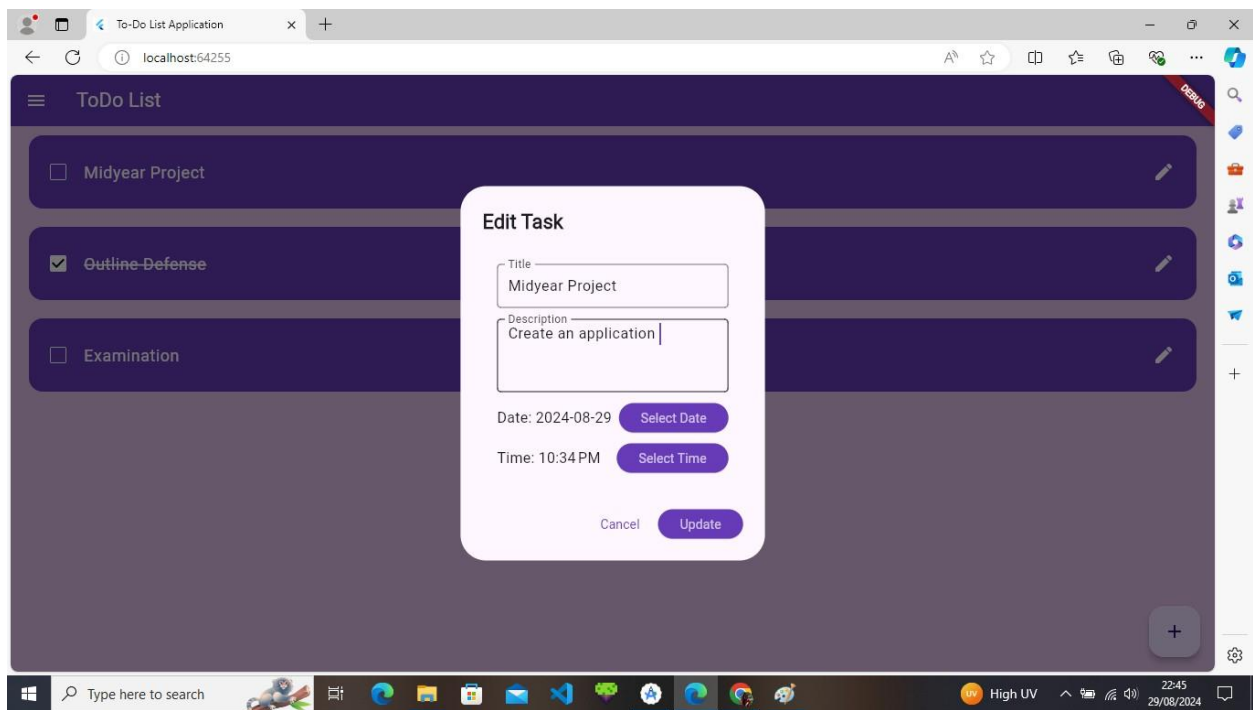 To-Do List Application
localhost:64255
ToDo List
DEBUG
Midyear Project
Outline Defense
Examination
Edit Task
Title
Midyear Project
Description
Create an application
Date: 2024-08-29 Select Date
Time: 10:34 PM Select Time
Cancel Update
Type here to search
UV High UV
22:45
29/08/2024